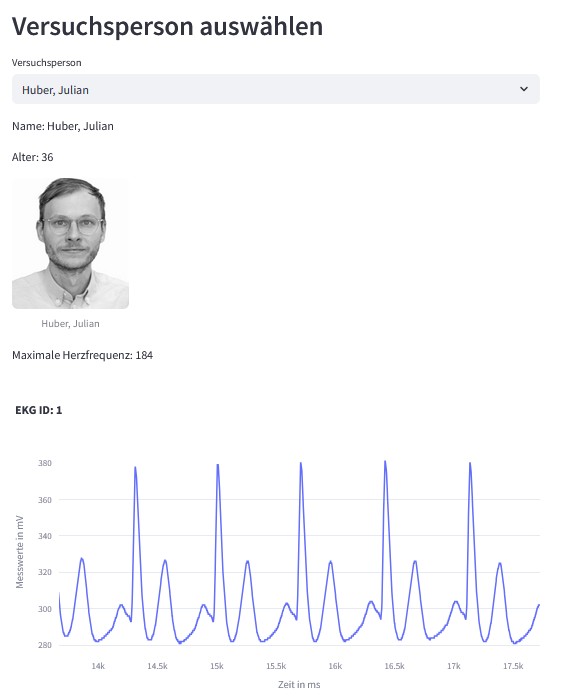 Versuchsperson auswählen
Versuchsperson
Huber, Julian
Name: Huber, Julian
Alter: 36
Huber, Julian
Maximale Herzfrequenz: 184
EKG ID: 1
Messwerte in mV
380
360
340
320
300
280
14k
14.5k
15k
15.5k
16k
16.5k
17k
17.5k
Zeit in ms